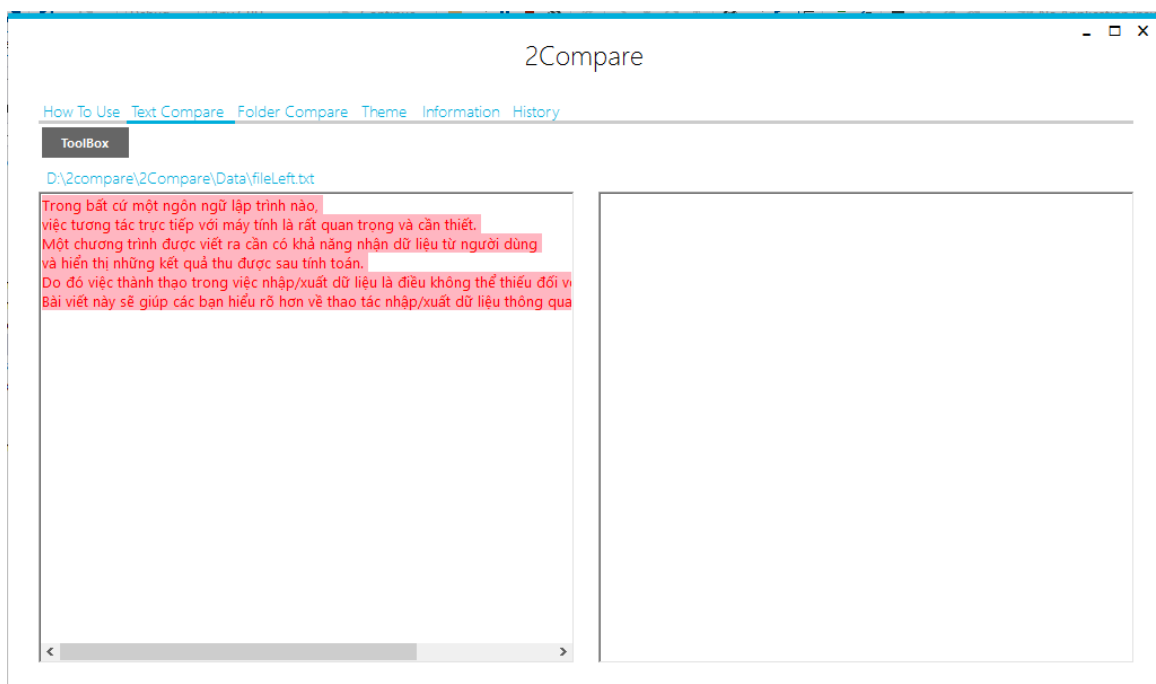 2Compare
How To Use Text Compare Folder Compare Theme Information History
ToolBox
D:\2compare\2Compare\Data\fileLeft.txt
Trong bất cứ một ngôn ngữ lập trình nào,
việc tương tác trực tiếp với máy tính là rất quan trọng và cần thiết.
Một chương trình được viết ra cần có khả năng nhận dữ liệu từ người dùng
và hiển thị những kết quả thu được sau tính toán.
Do đó việc thành thạo trong việc nhập/xuất dữ liệu là điều không thể thiếu đối
Bài viết này sẽ giúp các bạn hiểu rõ hơn về thao tác nhập/xuất dữ liệu thông qua